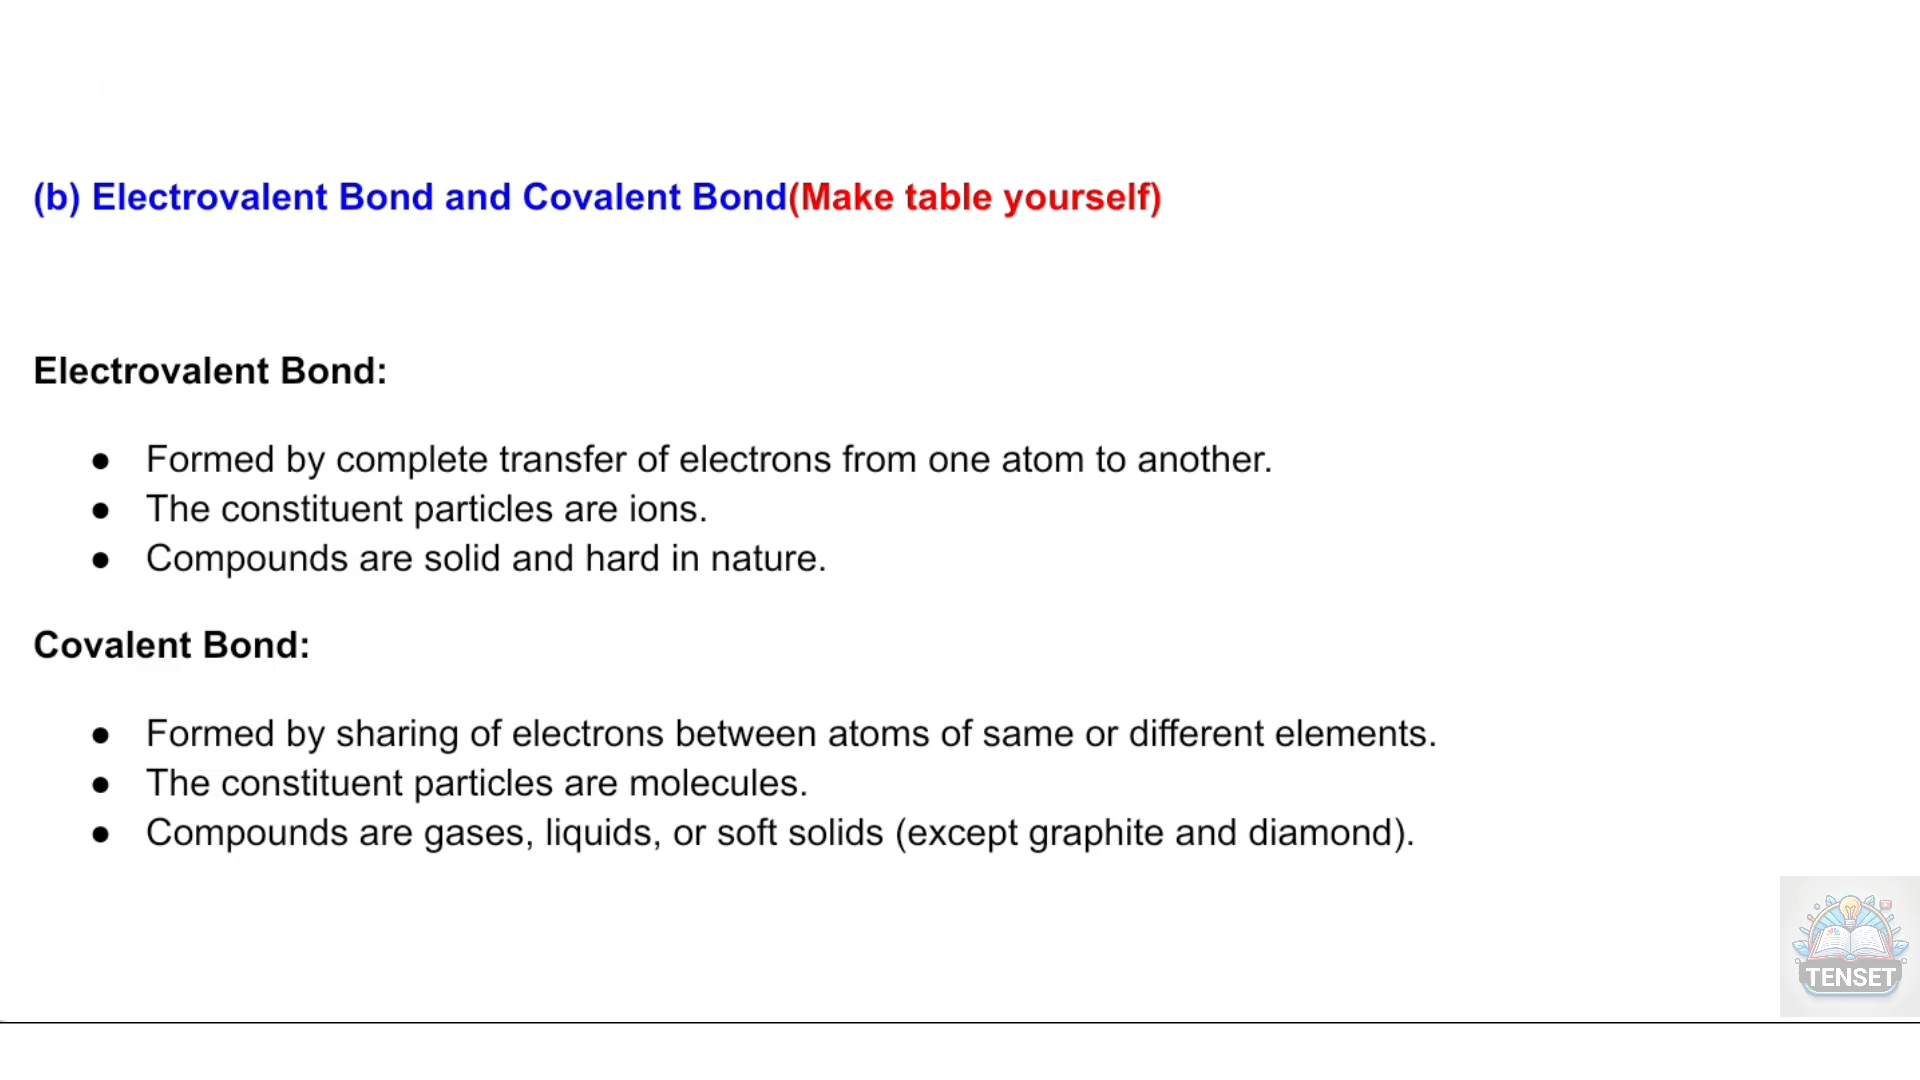 (b) Electrovalent Bond and Covalent Bond(Make table yourself)
Electrovalent Bond:
● Formed by complete transfer of electrons from one atom to another.
● The constituent particles are ions.
● Compounds are solid and hard in nature.
Covalent Bond:
● Formed by sharing of electrons between atoms of same or different elements.
● The constituent particles are molecules.
● Compounds are gases, liquids, or soft solids (except graphite and diamond).
TENSET